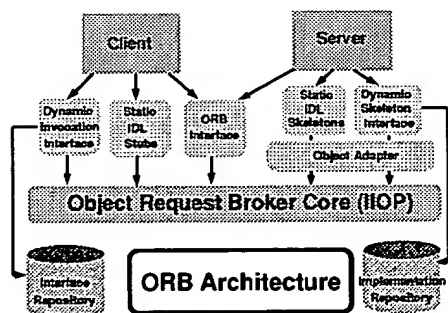 Client
Server
Dynamic
Invocation
Interface
Static
IDL
Stubs
ORB
Interface
Static
IDL
Skeletons
Dynamic
Skeleton
Interface
Object Adapter
Object Request Broker Core (IIOP)
Interface
Repository
ORB Architecture
Implementation
Repository